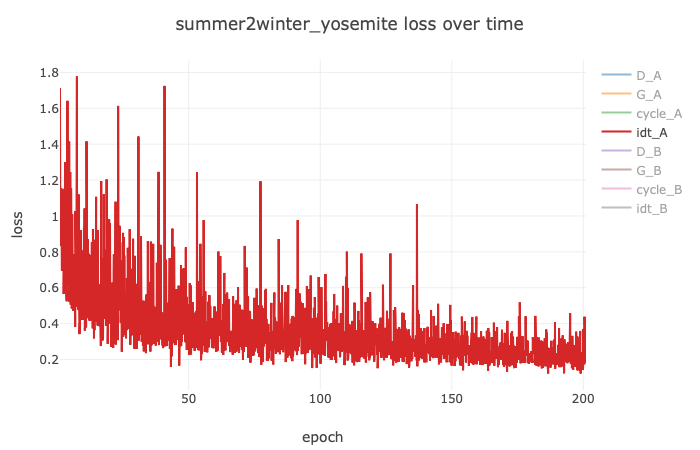 summer2winter_yosemite loss over time
1.8
1.6
1.4
1.2
1
0.8
0.6
0.4
0.2
loss
50
100
150
200
epoch
D_A
G_A
cycle_A
idt_A
D_B
G_B
cycle_B
idt_B